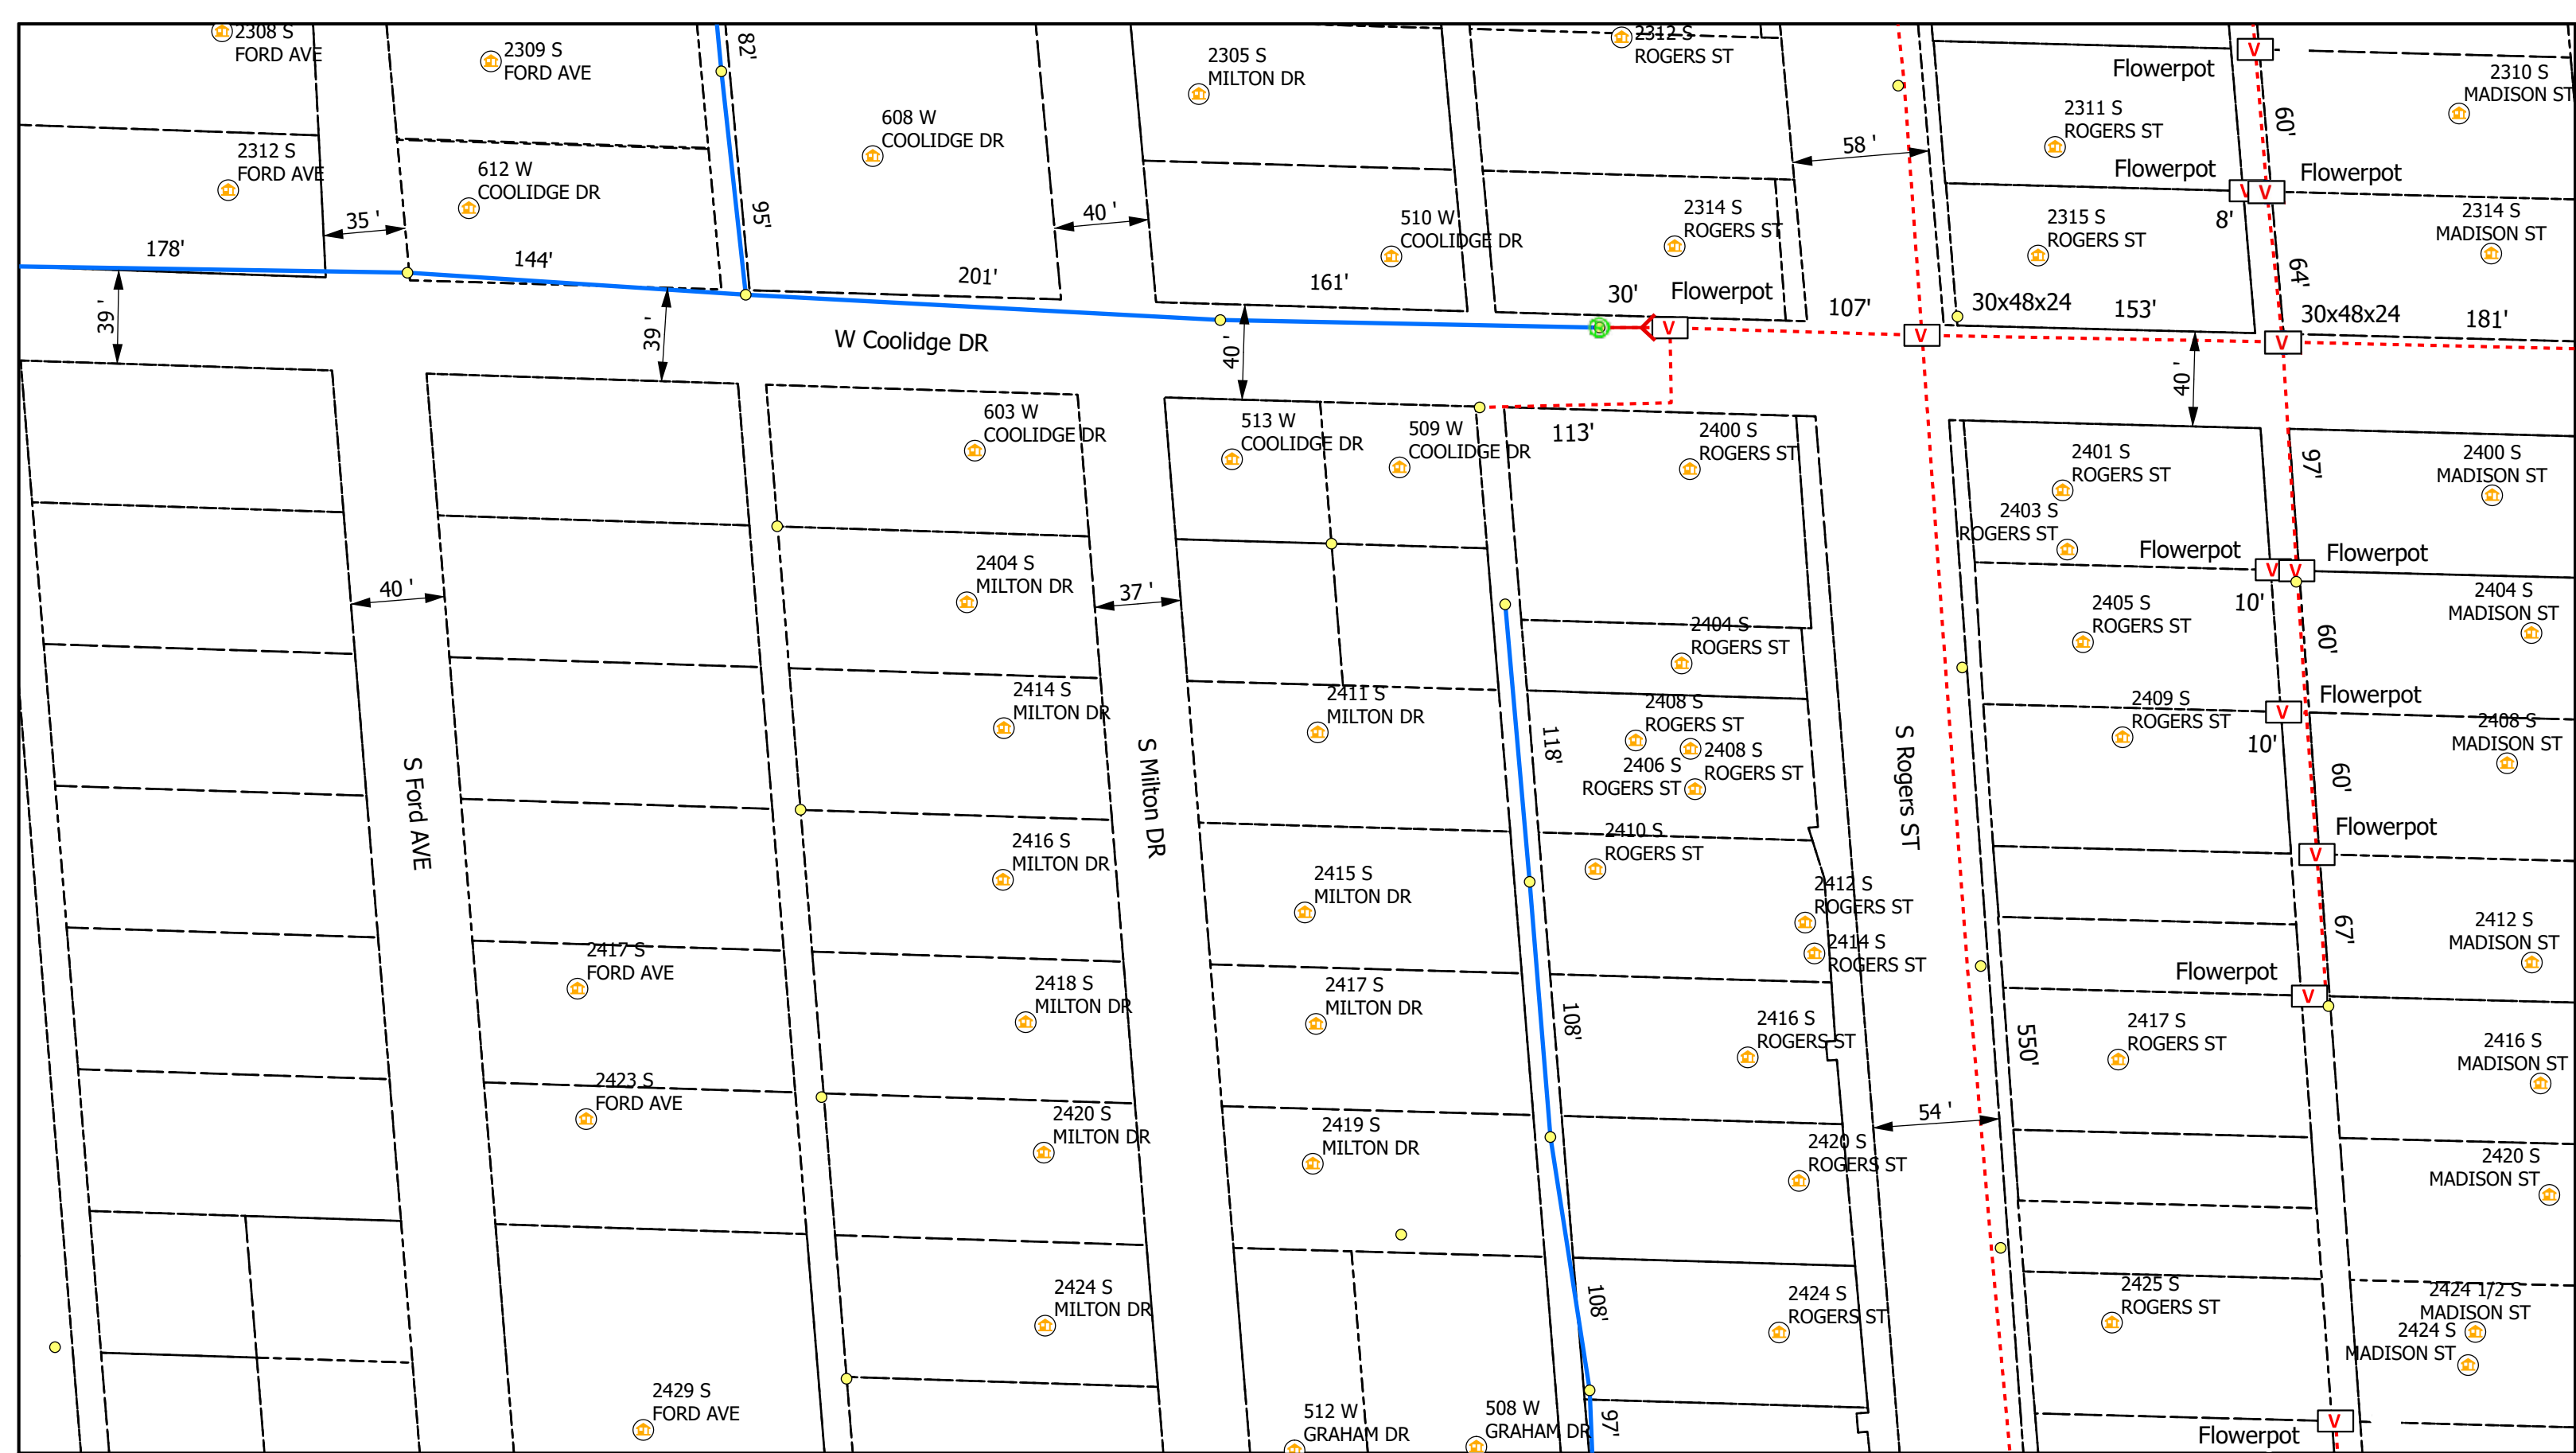 2308 S
FORD AVE
2309 S
FORD AVE
82'
2305 S
MILTON DR
2312 S
ROGERS ST
Flowerpot
V
2310 S
MADISON ST
608 W
COOLIDGE DR
2311 S
ROGERS ST
60'
2312 S
FORD AVE
612 W
COOLIDGE DR
58 '
Flowerpot
V
V
Flowerpot
35 '
95'
40 '
510 W
COOLIDGE DR
2314 S
ROGERS ST
2315 S
ROGERS ST
8'
2314 S
MADISON ST
178'
144'
201'
161'
30'
Flowerpot
107'
30x48x24
153'
64'
30x48x24
181'
39 '
39 '
W Coolidge DR
40 '
V
V
V
40 '
603 W
COOLIDGE DR
513 W
COOLIDGE DR
509 W
COOLIDGE DR
113'
2400 S
ROGERS ST
2401 S
ROGERS ST
97'
2400 S
MADISON ST
2403 S
ROGERS ST
Flowerpot
V
V
Flowerpot
40 '
2404 S
MILTON DR
37 '
2404 S
ROGERS ST
2405 S
ROGERS ST
10'
60'
2404 S
MADISON ST
2414 S
MILTON DR
2411 S
MILTON DR
118'
2408 S
ROGERS ST
2408 S
ROGERS ST
2406 S
ROGERS ST
2409 S
ROGERS ST
V
Flowerpot
10'
2408 S
MADISON ST
S Ford AVE
S Milton DR
S Rogers ST
60'
2416 S
MILTON DR
2415 S
MILTON DR
2410 S
ROGERS ST
Flowerpot
V
2412 S
ROGERS ST
2414 S
ROGERS ST
67'
2412 S
MADISON ST
2417 S
FORD AVE
2418 S
MILTON DR
2417 S
MILTON DR
108'
2416 S
ROGERS ST
Flowerpot
V
550'
2417 S
ROGERS ST
2416 S
MADISON ST
2423 S
FORD AVE
2420 S
MILTON DR
2419 S
MILTON DR
2420 S
ROGERS ST
54 '
2420 S
MADISON ST
2424 S
MILTON DR
108'
2424 S
ROGERS ST
2425 S
ROGERS ST
2424 1/2 S
MADISON ST
2424 S
MADISON ST
2429 S
FORD AVE
512 W
GRAHAM DR
508 W
GRAHAM DR
97'
V
Flowerpot